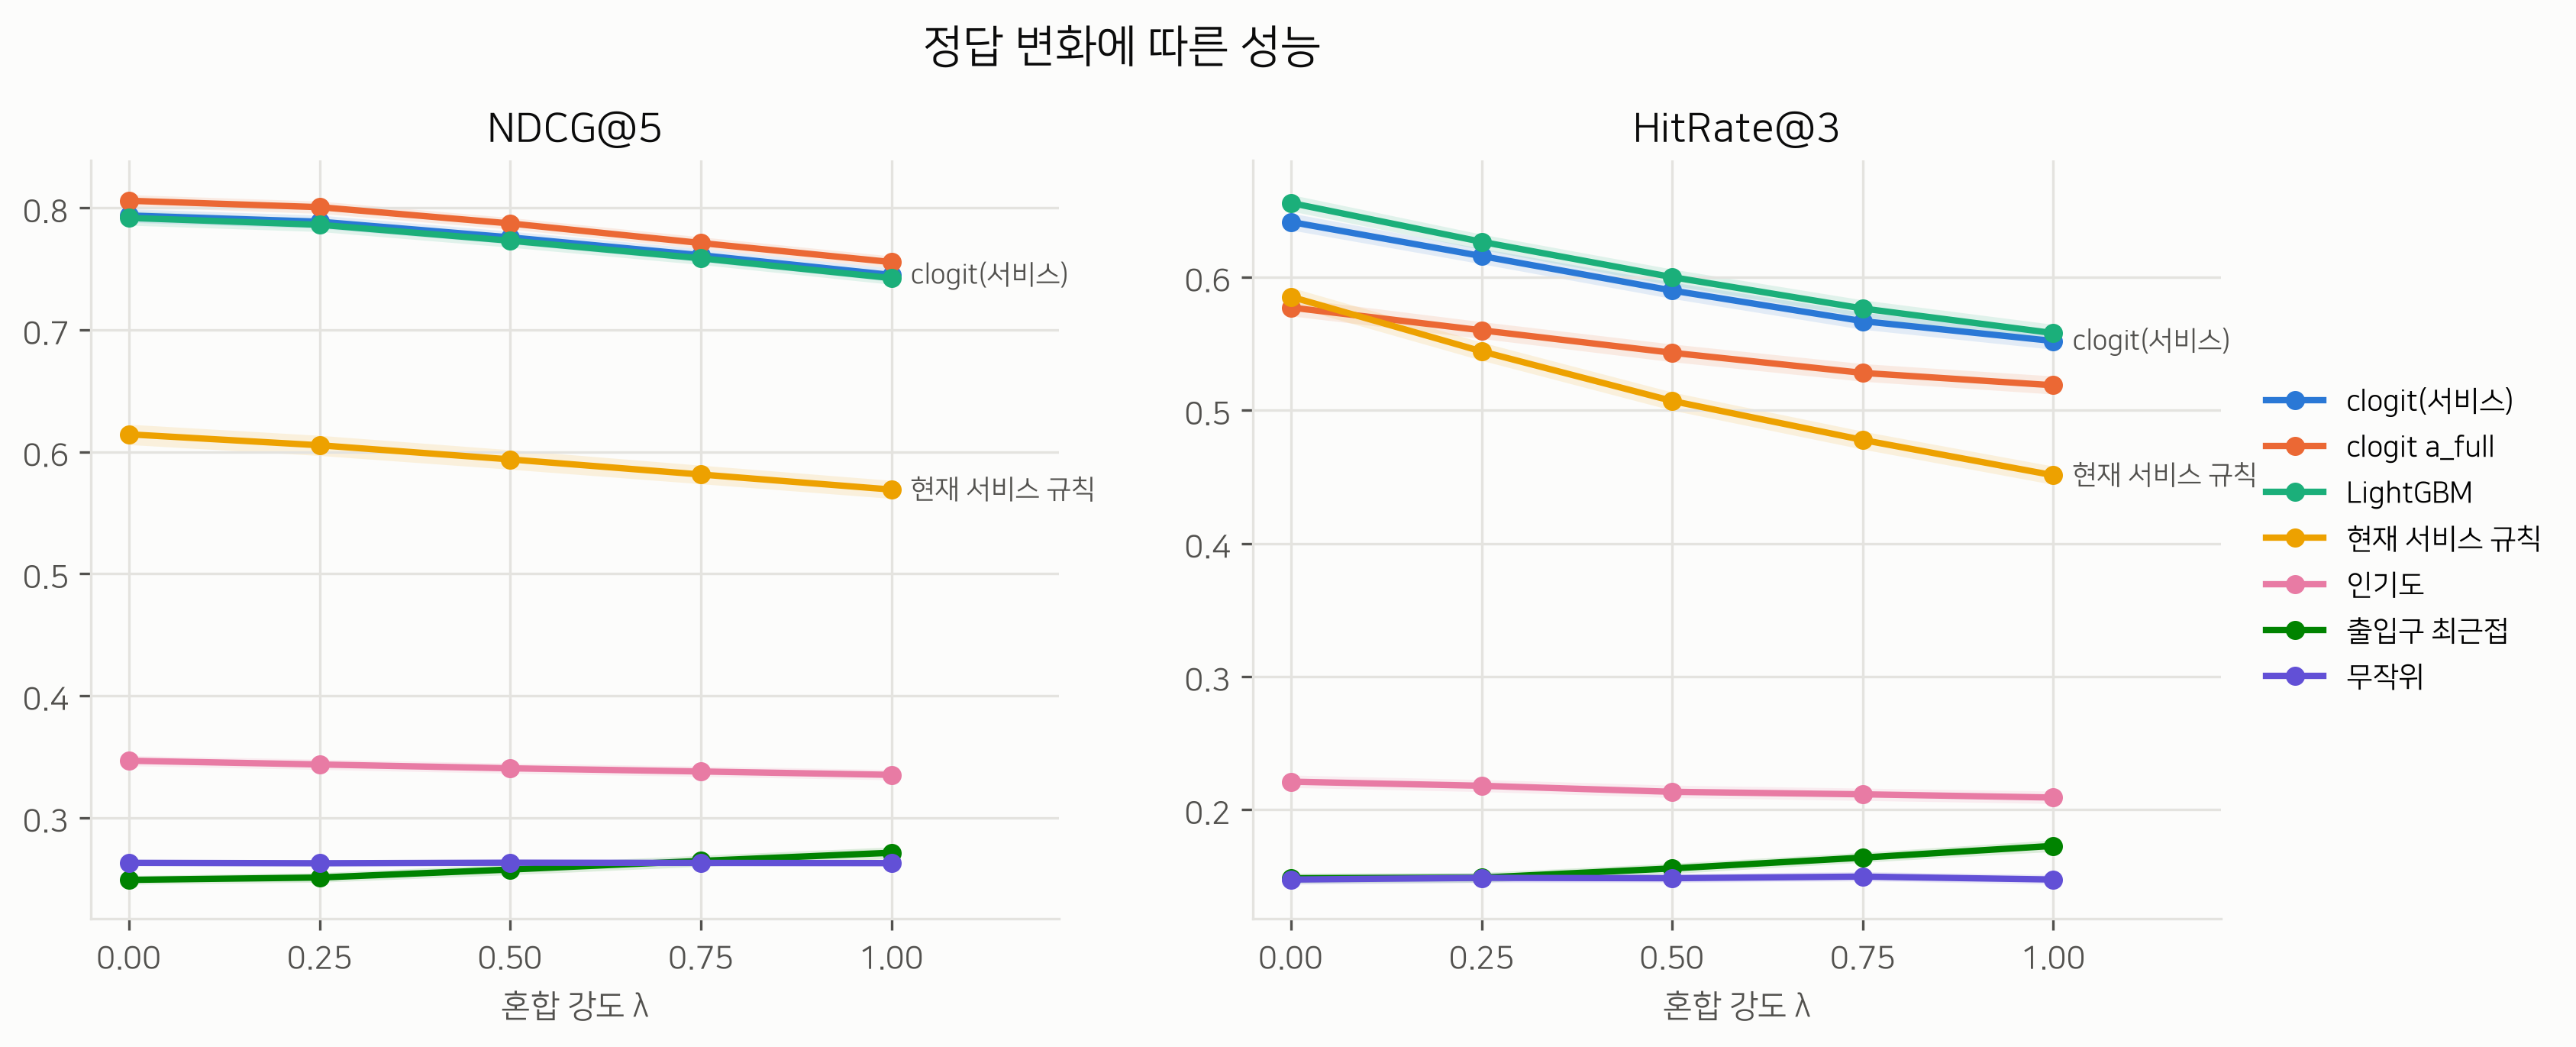 정답 변화에 따른 성능
NDCG@5
0.8
0.7
0.6
0.5
0.4
0.3
clogit(서비스)
현재 서비스 규칙
0.00 0.25 0.50 0.75 1.00
혼합 강도 λ
HitRate@3
0.6
0.5
0.4
0.3
0.2
clogit(서비스)
현재 서비스 규칙
0.00 0.25 0.50 0.75 1.00
혼합 강도 λ
clogit(서비스)
clogit a_full
LightGBM
현재 서비스 규칙
인기도
출입구 최근접
무작위